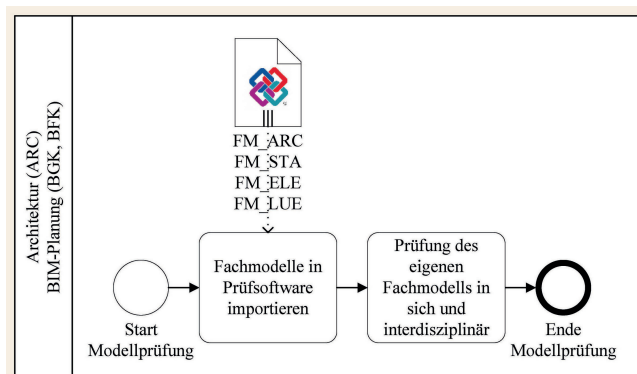 Architektur (ARC)
BIM-Planung (BGK, BFK)
FM_ARC
FM_STA
FM_ELE
FM_LUE
Start
Modellprüfung
Fachmodelle in
Prüfsoftware
importieren
Prüfung des
eigenen
Fachmodells in
sich und
interdisziplinär
Ende
Modellprüfung